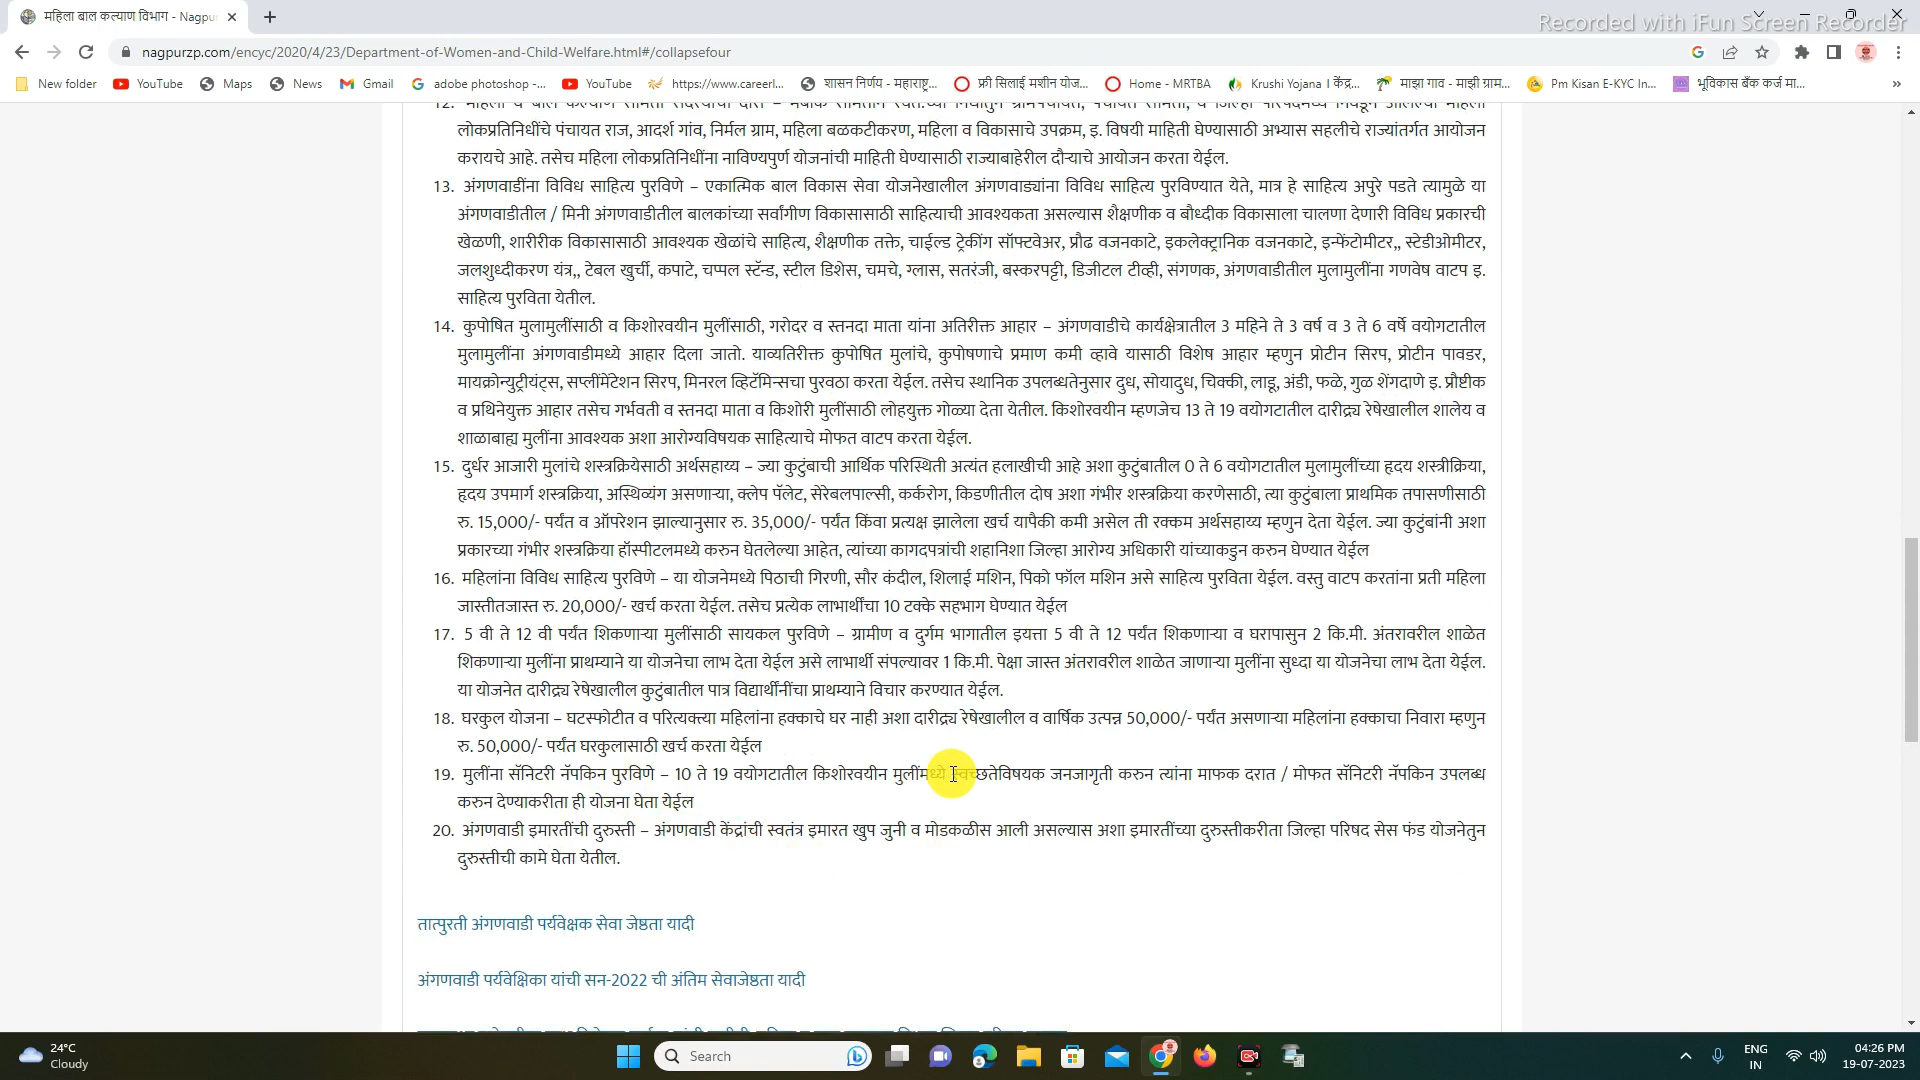 महिला बाल कल्याण विभाग - Nagpu
Recorded with iFun Screen Recorder
nagpurzp.com/encyc/2020/4/23/Department-of-Women-and-Child-Welfare.html#/collapsefour
New folder YouTube Maps News Gmail adobe photoshop -... YouTube https://www.careerl... शासन निर्णय - महाराष्ट्र... फ्री सिलाई मशीन योज... Home - MRTBA Krushi Yojana । केंद्र... माझा गाव - माझी ग्राम... Pm Kisan E-KYC In... भूविकास बँक कर्ज मा... »
लोकप्रतिनिधींचे पंचायत राज, आदर्श गांव, निर्मल ग्राम, महिला बळकटीकरण, महिला व विकासाचे उपक्रम, इ. विषयी माहिती घेण्यासाठी अभ्यास सहलीचे राज्यांतर्गत आयोजन
करायचे आहे. तसेच महिला लोकप्रतिनिधींना नाविण्यपुर्ण योजनांची माहिती घेण्यासाठी राज्याबाहेरील दौऱ्याचे आयोजन करता येईल.
13. अंगणवाडींना विविध साहित्य पुरविणे – एकात्मिक बाल विकास सेवा योजनेखालील अंगणवाड्यांना विविध साहित्य पुरविण्यात येते, मात्र हे साहित्य अपुरे पडते त्यामुळे या
अंगणवाडीतील / मिनी अंगणवाडीतील बालकांच्या सर्वांगीण विकासासाठी साहित्याची आवश्यकता असल्यास शैक्षणीक व बौध्दीक विकासाला चालणा देणारी विविध प्रकारची
खेळणी, शारीरीक विकासासाठी आवश्यक खेळांचे साहित्य, शैक्षणीक तक्ते, चाईल्ड ट्रेकींग सॉफ्टवेअर, प्रौढ वजनकाटे, इकलेक्ट्रानिक वजनकाटे, इन्फेंटोमीटर,, स्टेडीओमीटर,
जलशुध्दीकरण यंत्र,, टेबल खुर्ची, कपाटे, चप्पल स्टॅन्ड, स्टील डिशेस, चमचे, ग्लास, सतरंजी, बस्करपट्टी, डिजीटल टीव्ही, संगणक, अंगणवाडीतील मुलामुलींना गणवेष वाटप इ.
साहित्य पुरविता येतील.
14. कुपोषित मुलामुलींसाठी व किशोरवयीन मुलींसाठी, गरोदर व स्तनदा माता यांना अतिरीक्त आहार – अंगणवाडीचे कार्यक्षेत्रातील 3 महिने ते 3 वर्ष व 3 ते 6 वर्षे वयोगटातील
मुलामुलींना अंगणवाडीमध्ये आहार दिला जातो. याव्यतिरीक्त कुपोषित मुलांचे, कुपोषणाचे प्रमाण कमी व्हावे यासाठी विशेष आहार म्हणुन प्रोटीन सिरप, प्रोटीन पावडर,
मायक्रोन्युट्रीयंट्स, सप्लींमेंटेशन सिरप, मिनरल व्हिटॅमिन्सचा पुरवठा करता येईल. तसेच स्थानिक उपलब्धतेनुसार दुध, सोयादुध, चिक्की, लाडू, अंडी, फळे, गुळ शेंगदाणे इ. प्रौष्टीक
व प्रथिनेयुक्त आहार तसेच गर्भवती व स्तनदा माता व किशोरी मुलींसाठी लोहयुक्त गोळ्या देता येतील. किशोरवयीन म्हणजेच 13 ते 19 वयोगटातील दारीद्र्य रेषेखालील शालेय व
शाळाबाह्य मुलींना आवश्यक अशा आरोग्यविषयक साहित्याचे मोफत वाटप करता येईल.
15. दुर्धर आजारी मुलांचे शस्त्रक्रियेसाठी अर्थसहाय्य – ज्या कुटुंबाची आर्थिक परिस्थिती अत्यंत हलाखीची आहे अशा कुटुंबातील 0 ते 6 वयोगटातील मुलामुलींच्या हृदय शस्त्रीक्रिया,
हृदय उपमार्ग शस्त्रक्रिया, अस्थिव्यंग असणाऱ्या, क्लेप पॅलेट, सेरेबलपाल्सी, कर्करोग, किडणीतील दोष अशा गंभीर शस्त्रक्रिया करणेसाठी, त्या कुटुंबाला प्राथमिक तपासणीसाठी
रु. 15,000/- पर्यंत व ऑपरेशन झाल्यानुसार रु. 35,000/- पर्यंत किंवा प्रत्यक्ष झालेला खर्च यापैकी कमी असेल ती रक्कम अर्थसहाय्य म्हणुन देता येईल. ज्या कुटुंबांनी अशा
प्रकारच्या गंभीर शस्त्रक्रिया हॉस्पीटलमध्ये करुन घेतलेल्या आहेत, त्यांच्या कागदपत्रांची शहानिशा जिल्हा आरोग्य अधिकारी यांच्याकडुन करुन घेण्यात येईल
16. महिलांना विविध साहित्य पुरविणे – या योजनेमध्ये पिठाची गिरणी, सौर कंदील, शिलाई मशिन, पिको फॉल मशिन असे साहित्य पुरविता येईल. वस्तु वाटप करतांना प्रती महिला
जास्तीतजास्त रु. 20,000/- खर्च करता येईल. तसेच प्रत्येक लाभार्थीचा 10 टक्के सहभाग घेण्यात येईल
17. 5 वी ते 12 वी पर्यंत शिकणाऱ्या मुलींसाठी सायकल पुरविणे – ग्रामीण व दुर्गम भागातील इयत्ता 5 वी ते 12 पर्यंत शिकणाऱ्या व घरापासुन 2 कि.मी. अंतरावरील शाळेत
शिकणाऱ्या मुलींना प्राथम्याने या योजनेचा लाभ देता येईल असे लाभार्थी संपल्यावर 1 कि.मी. पेक्षा जास्त अंतरावरील शाळेत जाणाऱ्या मुलींना सुध्दा या योजनेचा लाभ देता येईल.
या योजनेत दारीद्र्य रेषेखालील कुटुंबातील पात्र विद्यार्थीनींचा प्राथम्याने विचार करण्यात येईल.
18. घरकुल योजना – घटस्फोटीत व परित्यक्त्या महिलांना हक्काचे घर नाही अशा दारीद्र्य रेषेखालील व वार्षिक उत्पन्न 50,000/- पर्यंत असणाऱ्या महिलांना हक्काचा निवारा म्हणुन
रु. 50,000/- पर्यंत घरकुलासाठी खर्च करता येईल
19. मुलींना सॅनिटरी नॅपकिन पुरविणे – 10 ते 19 वयोगटातील किशोरवयीन मुलींमध्ये स्वच्छतेविषयक जनजागृती करुन त्यांना माफक दरात / मोफत सॅनिटरी नॅपकिन उपलब्ध
करुन देण्याकरीता ही योजना घेता येईल
20. अंगणवाडी इमारतींची दुरुस्ती – अंगणवाडी केंद्रांची स्वतंत्र इमारत खुप जुनी व मोडकळीस आली असल्यास अशा इमारतींच्या दुरुस्तीकरीता जिल्हा परिषद सेस फंड योजनेतुन
दुरुस्तीची कामे घेता येतील.
तात्पुरती अंगणवाडी पर्यवेक्षक सेवा जेष्ठता यादी
अंगणवाडी पर्यवेक्षिका यांची सन-2022 ची अंतिम सेवाजेष्ठता यादी
24°C
Cloudy
Search
ENG
IN
04:26 PM
19-07-2023